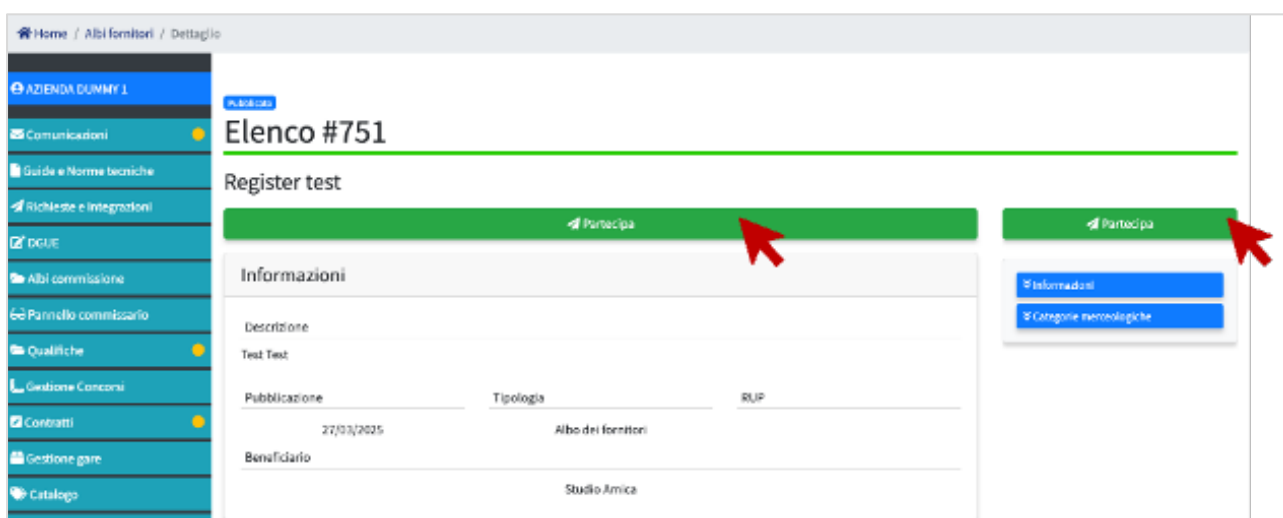 Home / Albi fornitori / Dettaglio
AZIENDA DUMMY 1
Comunicazioni
Guide e Norme tecniche
Richieste e Integrazioni
DGUE
Albi commissione
Pannello commissario
Qualifiche
Gestione Concorsi
Contratti
Gestione gare
Catalogo
Pubblicata
Elenco #751
Register test
Partecipa
Informazioni
Descrizione
Test Test
Pubblicazione Tipologia RUP
27/03/2025 Albo dei fornitori
Beneficiario
Studio Amica
Partecipa
Informazioni
Categorie merceologiche